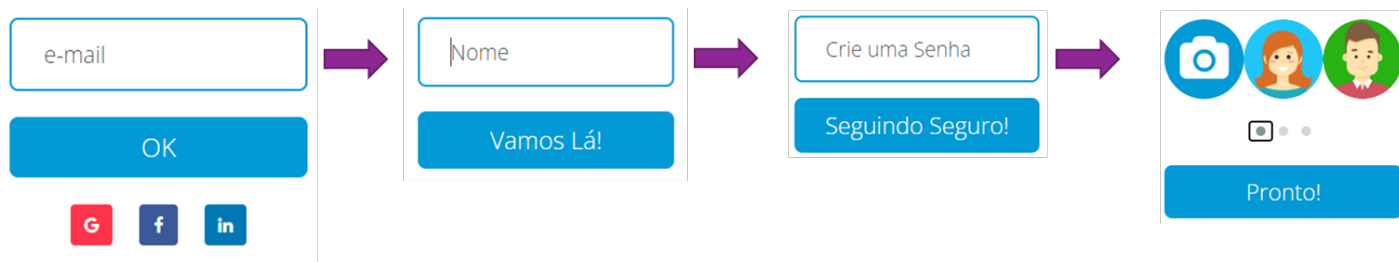 e-mail
OK
G f in
Nome
Vamos Lá!
Crie uma Senha
Seguindo Seguro!
Pronto!